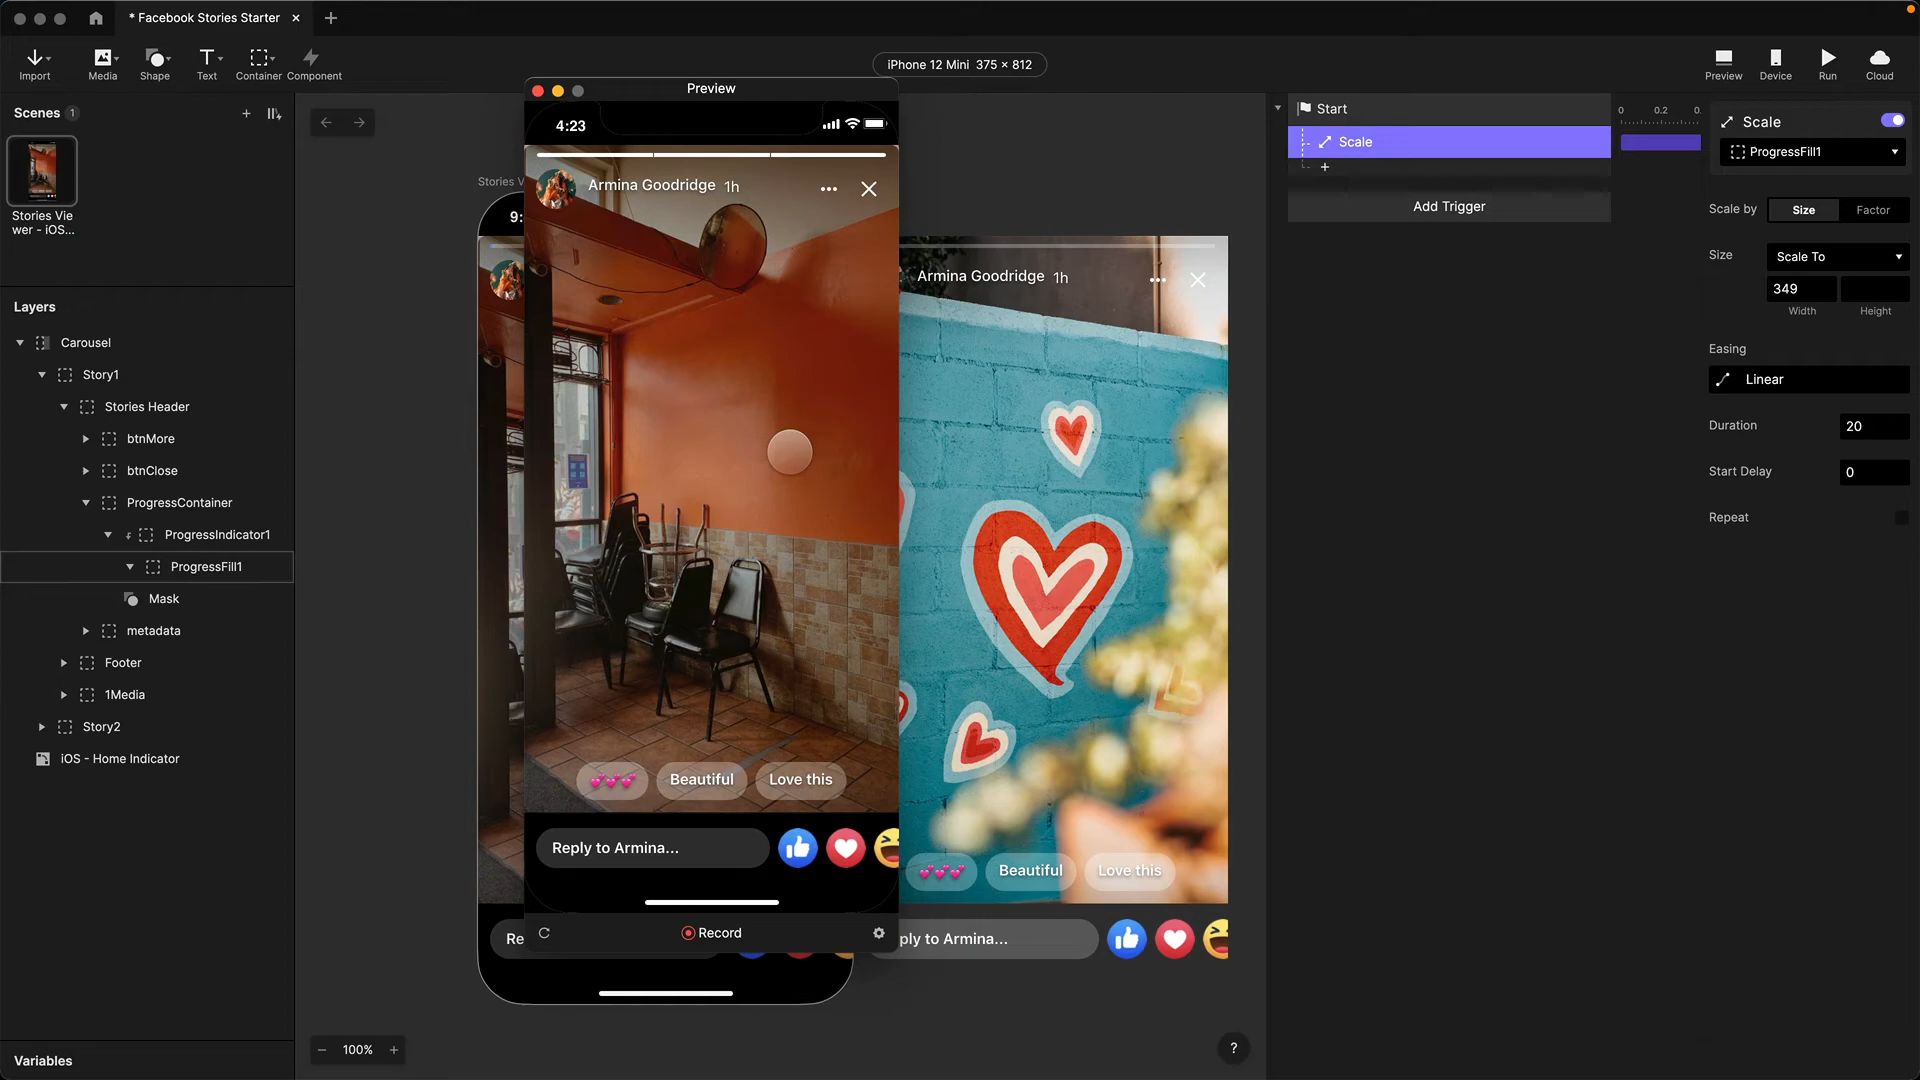 * Facebook Stories Starter
Import
Media
Shape
Text
Container
Component
iPhone 12 Mini 375 × 812
Preview
Device
Run
Cloud
Scenes 1
Stories Vie
wer - iOS...
Layers
Carousel
Story1
Stories Header
btnMore
btnClose
ProgressContainer
ProgressIndicator1
ProgressFill1
Mask
metadata
Footer
1Media
Story2
iOS - Home Indicator
Variables
Stories V
9:
Re
Preview
4:23
Armina Goodridge 1h
Beautiful
Love this
Reply to Armina...
Record
Armina Goodridge 1h
Beautiful
Love this
ply to Armina...
100%
?
Start
Scale
Add Trigger
0 0.2 0.
Scale
ProgressFill1
Scale by Size Factor
Size Scale To
349
Width Height
Easing
Linear
Duration 20
Start Delay 0
Repeat